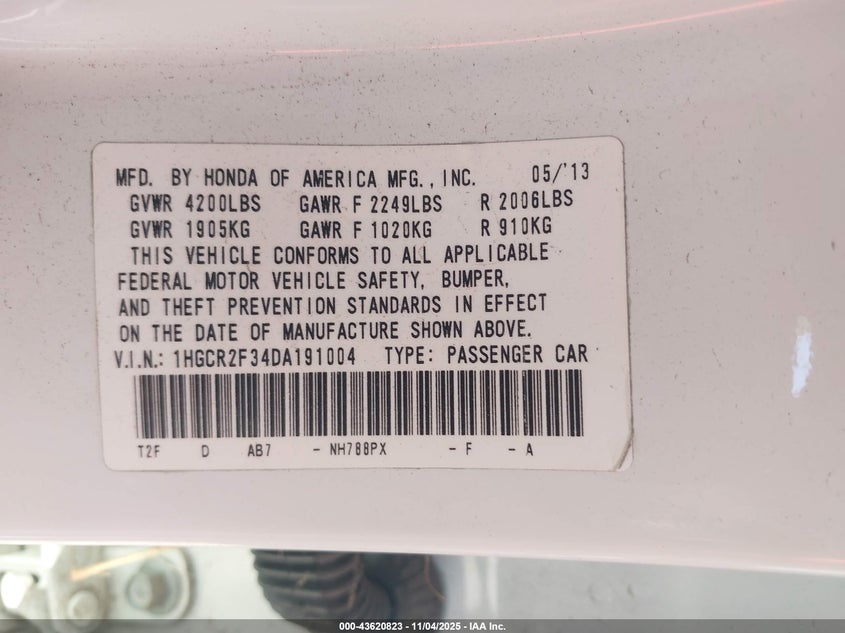 MFD. BY HONDA OF AMERICA MFG., INC. 05/'13
GVWR 4200LBS GAWR F 2249LBS R 2006LBS
GVWR 1905KG GAWR F 1020KG R 910KG
THIS VEHICLE CONFORMS TO ALL APPLICABLE
FEDERAL MOTOR VEHICLE SAFETY, BUMPER,
AND THEFT PREVENTION STANDARDS IN EFFECT
ON THE DATE OF MANUFACTURE SHOWN ABOVE.
V.I.N.: 1HGCR2F34DA191004 TYPE: PASSENGER CAR
T2F D AB7 - NH788PX - F - A
000-43620823 - 11/04/2025 - IAA Inc.